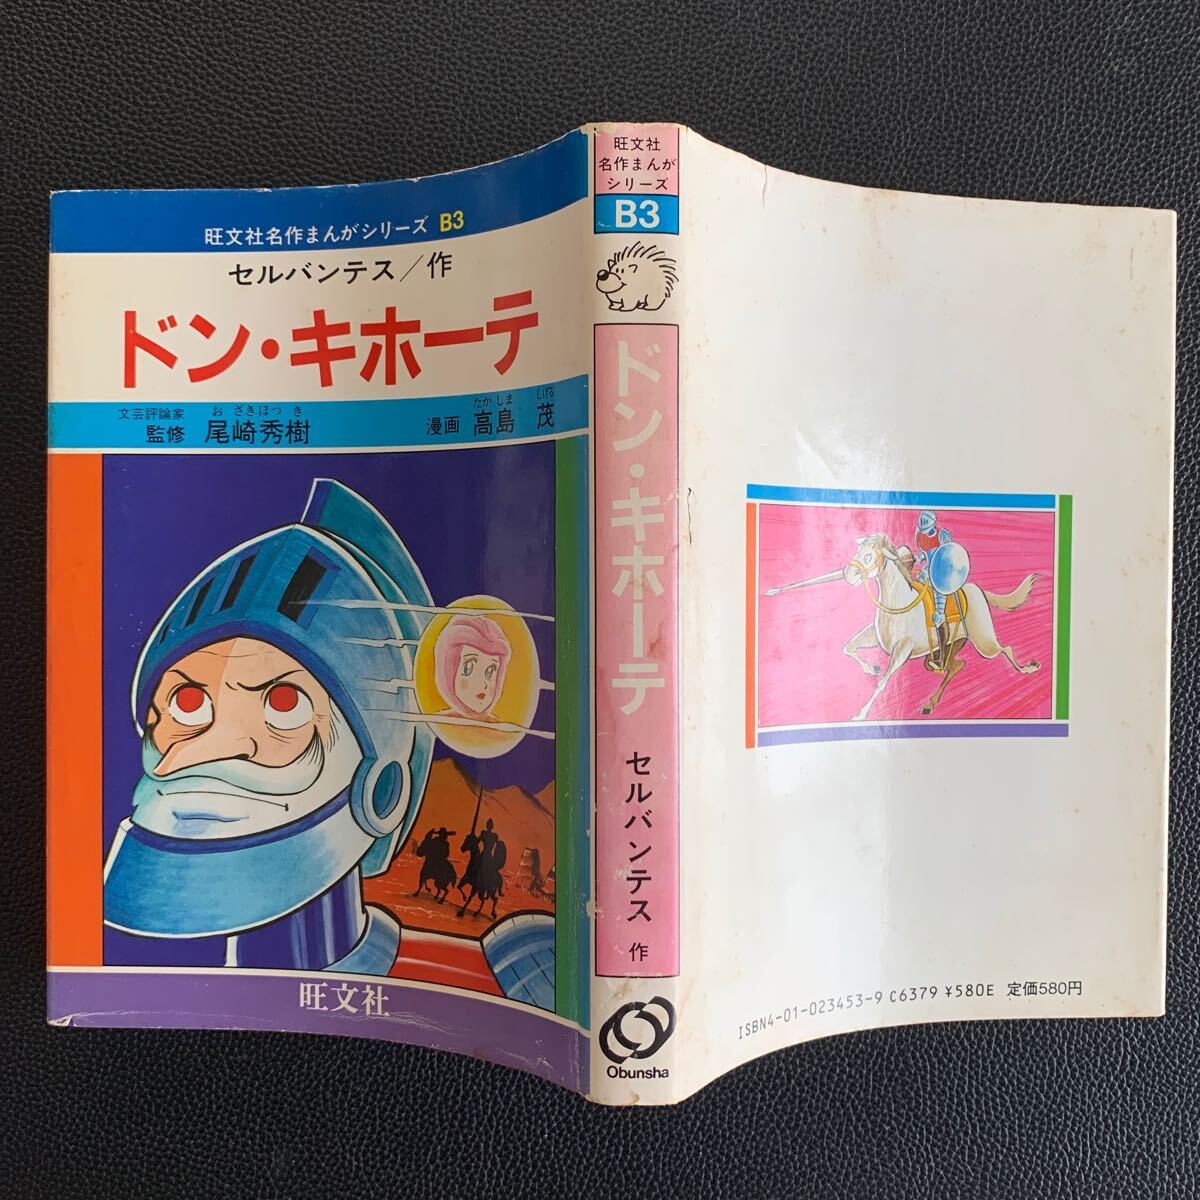 旺文社名作まんがシリーズ B3
セルバンテス/作
ドン・キホーテ
文芸評論家
おざきほつき
監修 尾崎秀樹
たかしま しげる
漫画 高島 茂
旺文社
旺文社
名作まんが
シリーズ
B3
ドン・キホーテ
セルバンテス 作
Obunsha
ISBN4-01-023453-9 C6379 ¥580E 定価580円